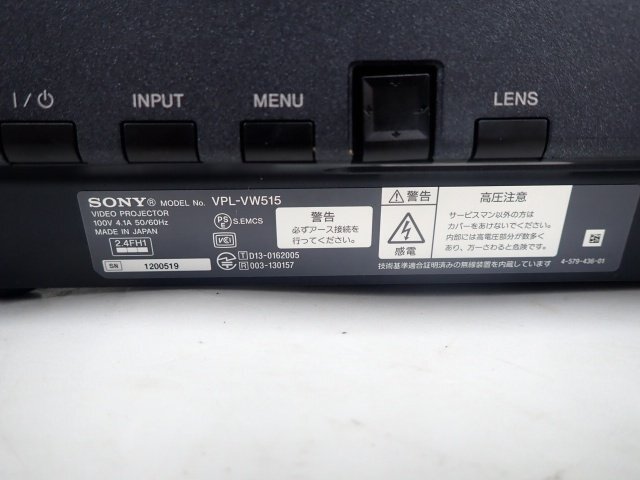 I / ⏻
INPUT
MENU
LENS
SONY® MODEL No. VPL-VW515
VIDEO PROJECTOR
100V 4.1A 50/60Hz
MADE IN JAPAN
2.4FH1
SN 1200519
PS
E
S.EMCS
VCI
T D13-0162005
R 003-130157
警告
必ずアース接続を
行ってください。
警告
感電
高圧注意
サービスマン以外の方は
カバーをあけないでください。
内部には高電圧部分が数多く
あり、万一さわると危険です。
技術基準適合証明済みの無線装置を内蔵しています
4-579-436-01